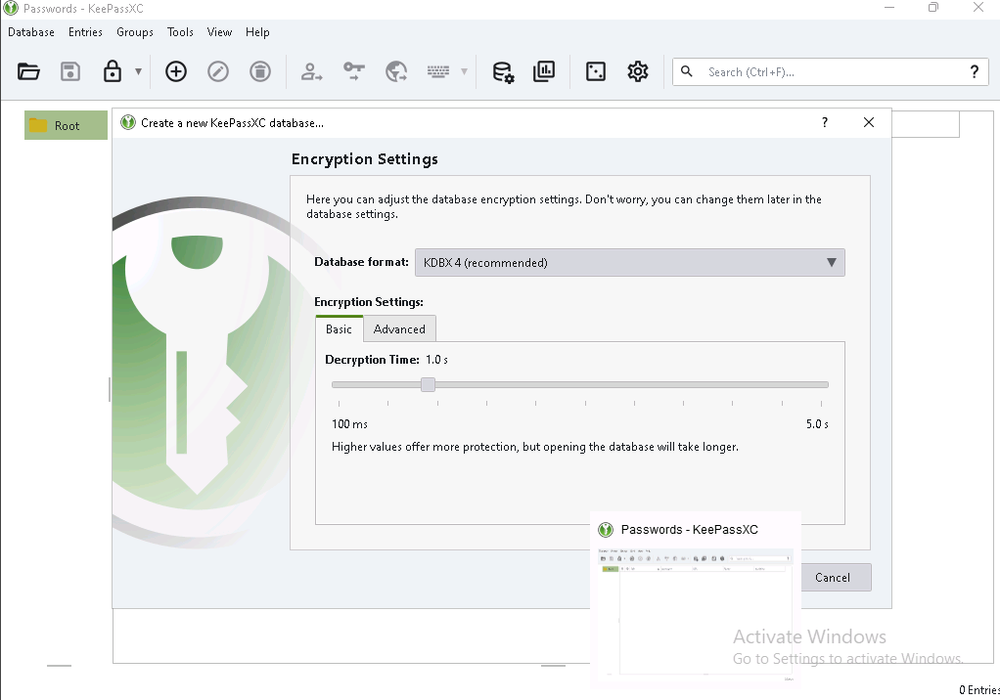 Passwords - KeePassXC
Database Entries Groups Tools View Help
Search (Ctrl+F)... ?
Root
Create a new KeePassXC database... ?
Encryption Settings
Here you can adjust the database encryption settings. Don't worry, you can change them later in the
database settings.
Database format: KDBX 4 (recommended)
Encryption Settings:
Basic Advanced
Decryption Time: 1.0 s
100 ms 5.0 s
Higher values offer more protection, but opening the database will take longer.
Passwords - KeePassXC
Cancel
Activate Windows
Go to Settings to activate Windows.
0 Entries